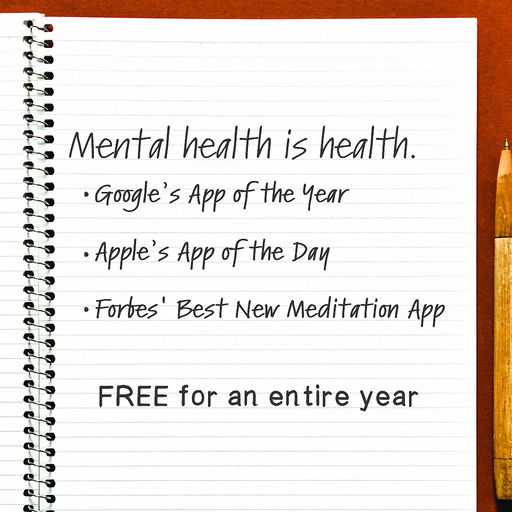 Mental health is health.
• Google's App of the Year
• Apple's App of the Day
• Forbes' Best New Meditation App
FREE for an entire year